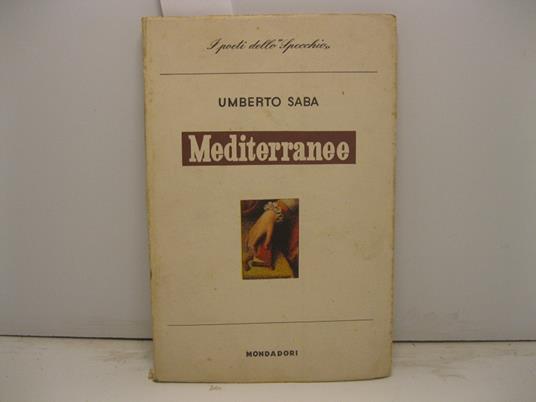 I poeti dello "Specchio"
UMBERTO SABA
Mediterranee
MONDADORI